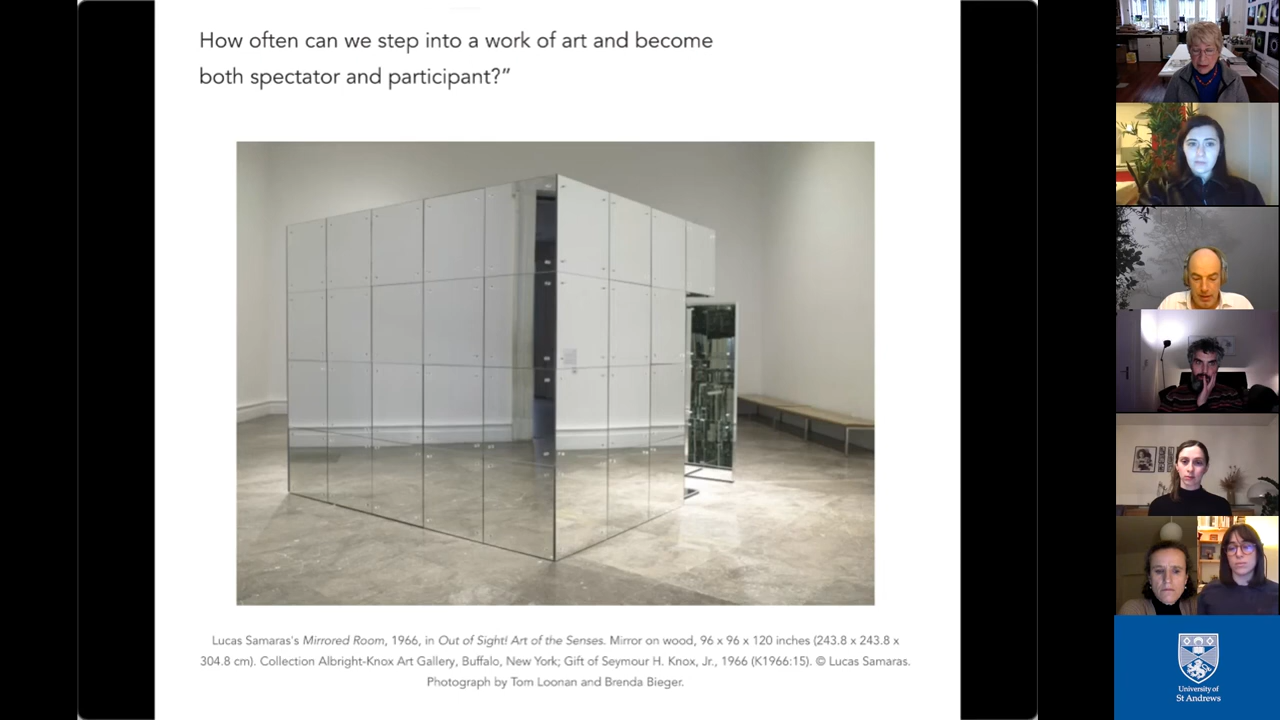 How often can we step into a work of art and become
both spectator and participant?”
Lucas Samaras's Mirrored Room, 1966, in Out of Sight! Art of the Senses. Mirror on wood, 96 x 96 x 120 inches (243.8 x 243.8 x
304.8 cm). Collection Albright-Knox Art Gallery, Buffalo, New York; Gift of Seymour H. Knox, Jr., 1966 (K1966:15). © Lucas Samaras.
Photograph by Tom Loonan and Brenda Bieger.
University of
St Andrews